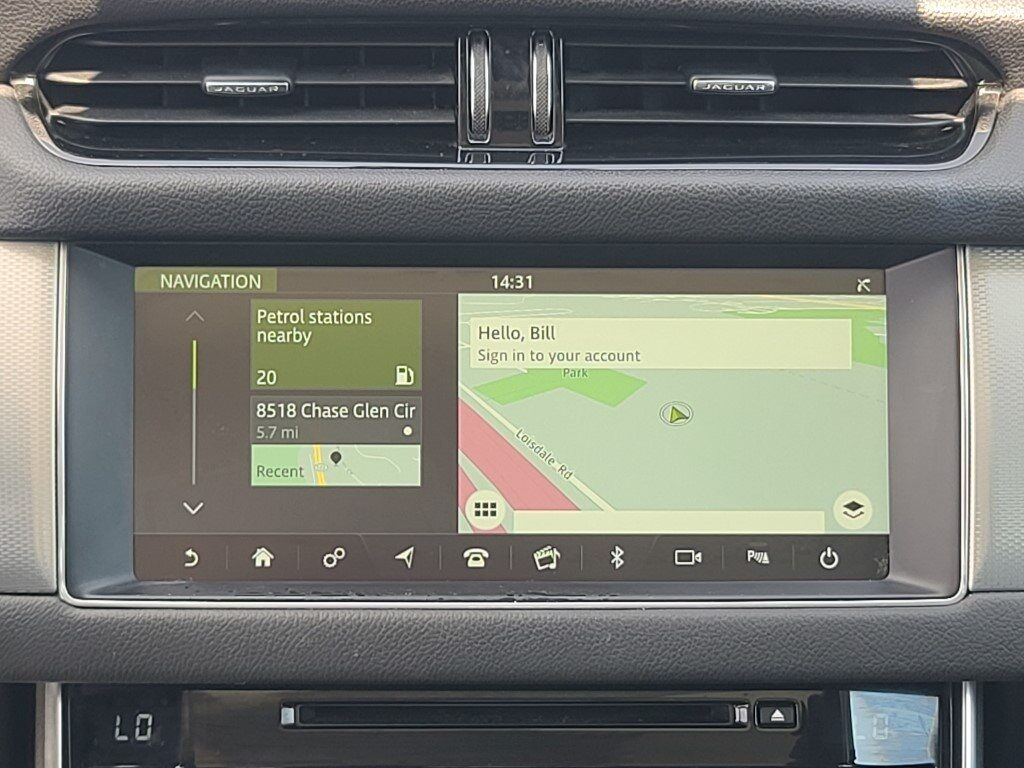 JAGUAR
JAGUAR
NAVIGATION
14:31
Petrol stations
nearby
20
8518 Chase Glen Cir
5.7 mi
Recent
Hello, Bill
Sign in to your account
Park
Loisdale Rd
P
LO
LO